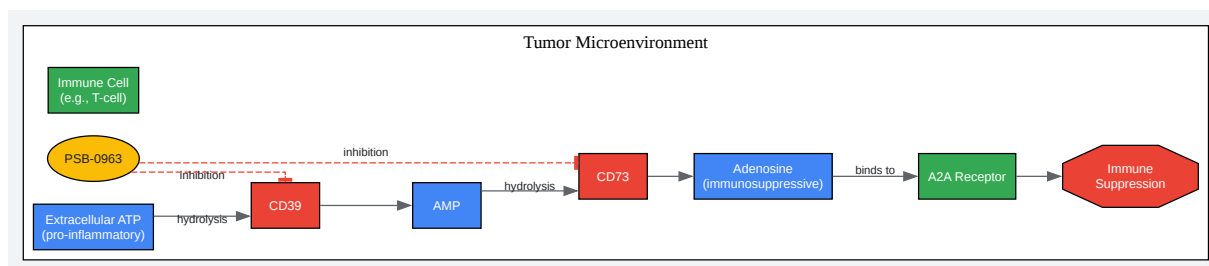 Tumor Microenvironment
Immune Cell
(e.g., T-cell)
PSB-0963
inhibition
inhibition
Extracellular ATP
(pro-inflammatory)
hydrolysis
CD39
AMP
hydrolysis
CD73
Adenosine
(immunosuppressive)
binds to
A2A Receptor
Immune
Suppression